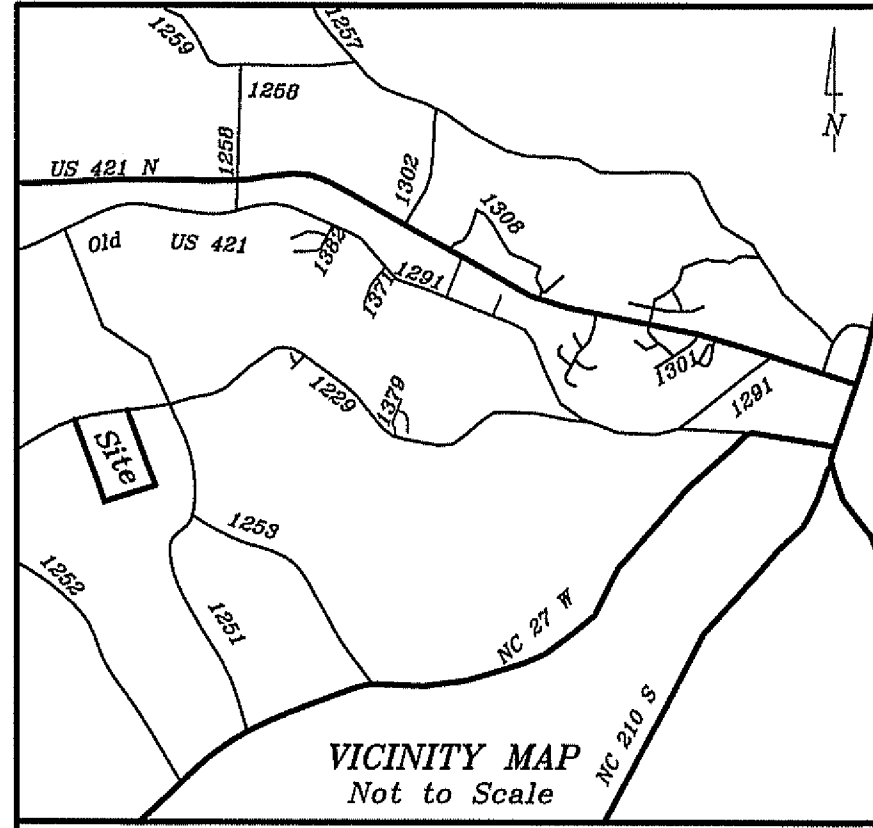 1259
1257
1258
1258
N
US 421 N
1302
1308
Old US 421
1382
1371
1291
1301
1229
1379
1291
Site
1253
1252
1251
NC 27 W
NC 210 S
VICINITY MAP
Not to Scale